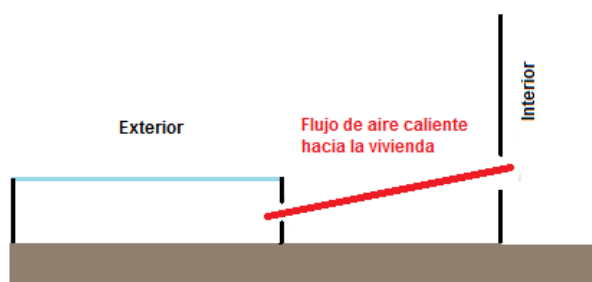 Exterior
Flujo de aire caliente
hacia la vivienda
Interior